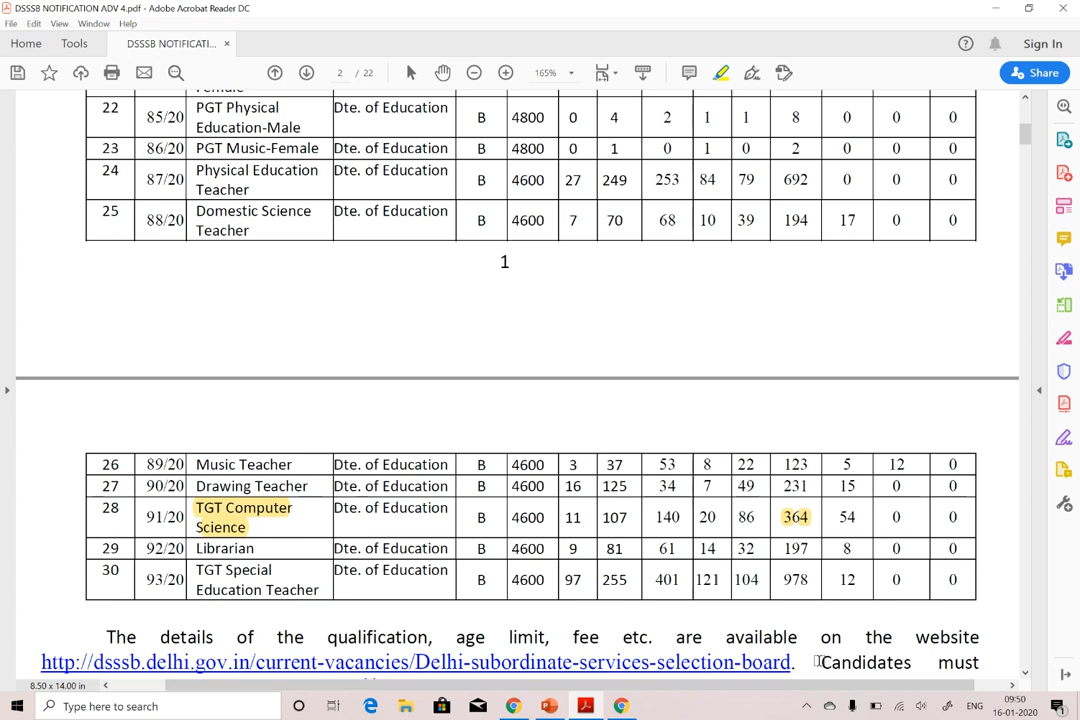 DSSSB NOTIFICATION ADV 4.pdf - Adobe Acrobat Reader DC
File Edit View Window Help
Home Tools DSSSB NOTIFICATI... × Sign In
2 / 22 165% Share
22 85/20 PGT Physical Education-Male Dte. of Education B 4800 0 4 2 1 1 8 0 0 0
23 86/20 PGT Music-Female Dte. of Education B 4800 0 1 0 1 0 2 0 0 0
24 87/20 Physical Education Teacher Dte. of Education B 4600 27 249 253 84 79 692 0 0 0
25 88/20 Domestic Science Teacher Dte. of Education B 4600 7 70 68 10 39 194 17 0 0
1
26 89/20 Music Teacher Dte. of Education B 4600 3 37 53 8 22 123 5 12 0
27 90/20 Drawing Teacher Dte. of Education B 4600 16 125 34 7 49 231 15 0 0
28 91/20 TGT Computer Science Dte. of Education B 4600 11 107 140 20 86 364 54 0 0
29 92/20 Librarian Dte. of Education B 4600 9 81 61 14 32 197 8 0 0
30 93/20 TGT Special Education Teacher Dte. of Education B 4600 97 255 401 121 104 978 12 0 0
The details of the qualification, age limit, fee etc. are available on the website
http://dsssb.delhi.gov.in/current-vacancies/Delhi-subordinate-services-selection-board. Candidates must
8.50 x 14.00 in
Type here to search
ENG
09:50
16-01-2020
1